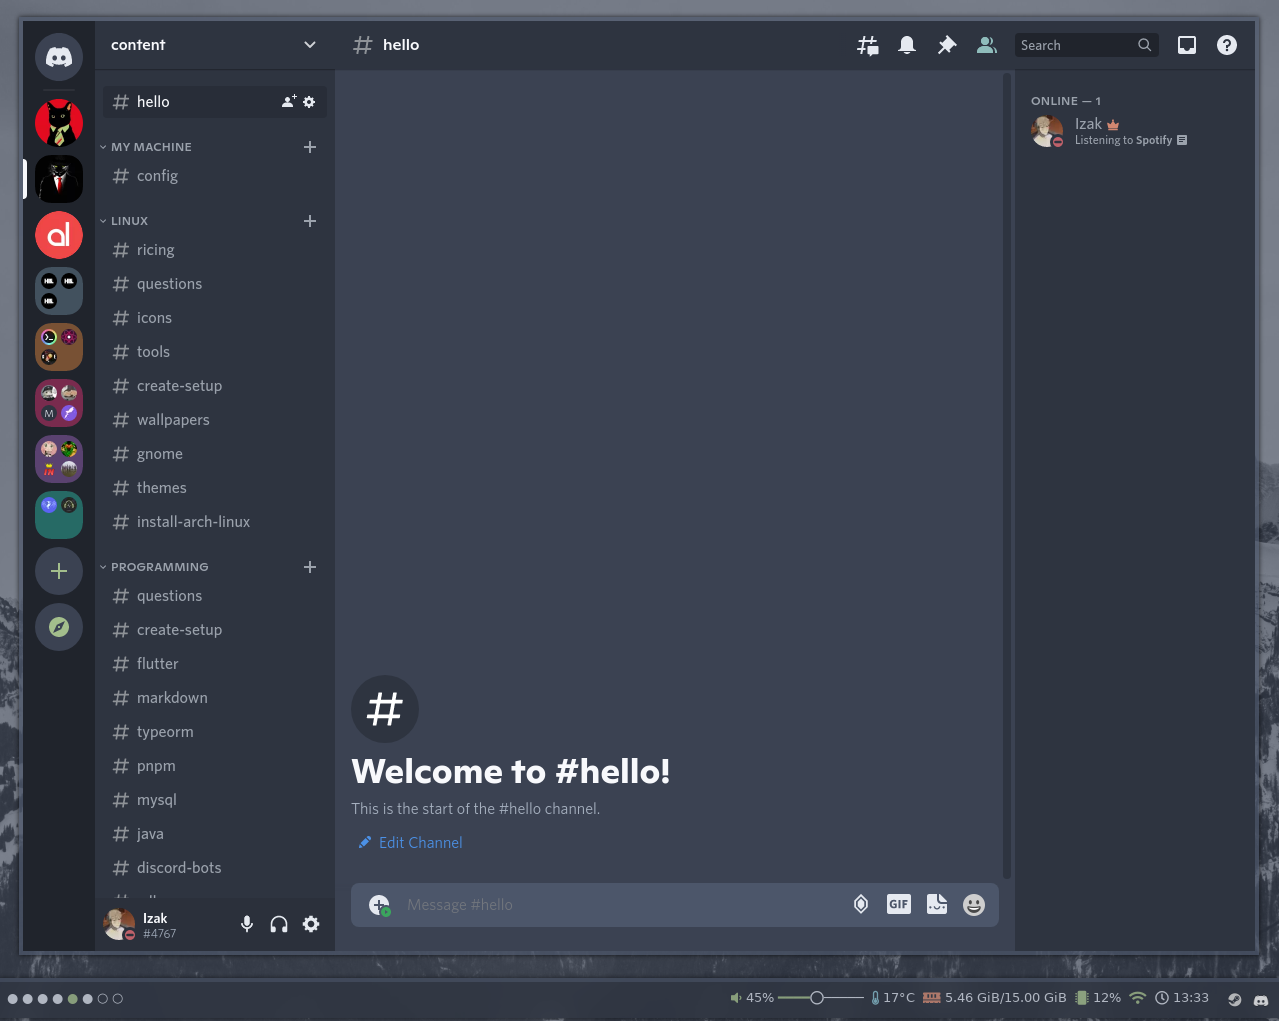 content
hello
Search
hello
MY MACHINE
config
LINUX
ricing
questions
icons
tools
create-setup
wallpapers
gnome
themes
install-arch-linux
PROGRAMMING
questions
create-setup
flutter
markdown
typeorm
pnpm
mysql
java
discord-bots
Izak
#4767
al
M
Welcome to #hello!
This is the start of the #hello channel.
Edit Channel
Message #hello
GIF
ONLINE — 1
Izak
Listening to Spotify
45%
17°C
5.46 GiB/15.00 GiB
12%
13:33